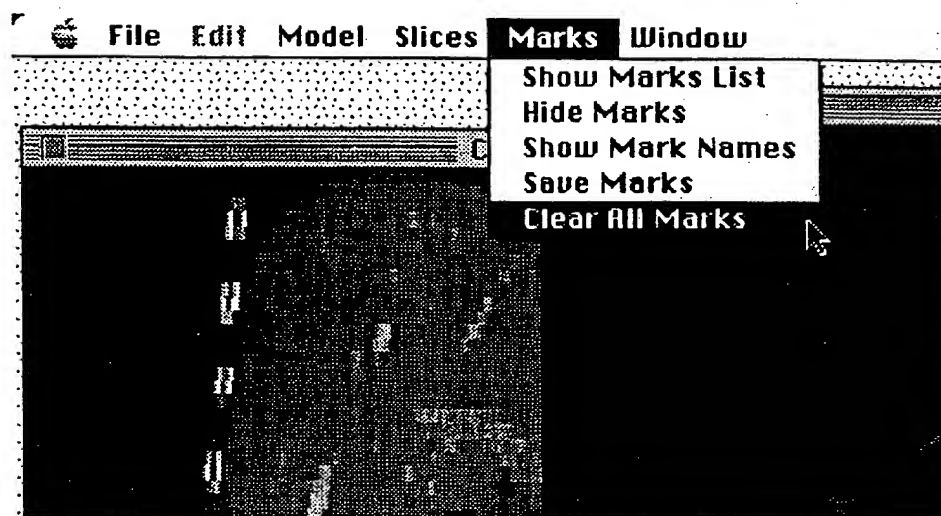 File Edit Model Slices Marks Window
Show Marks List
Hide Marks
Show Mark Names
Save Marks
Clear All Marks